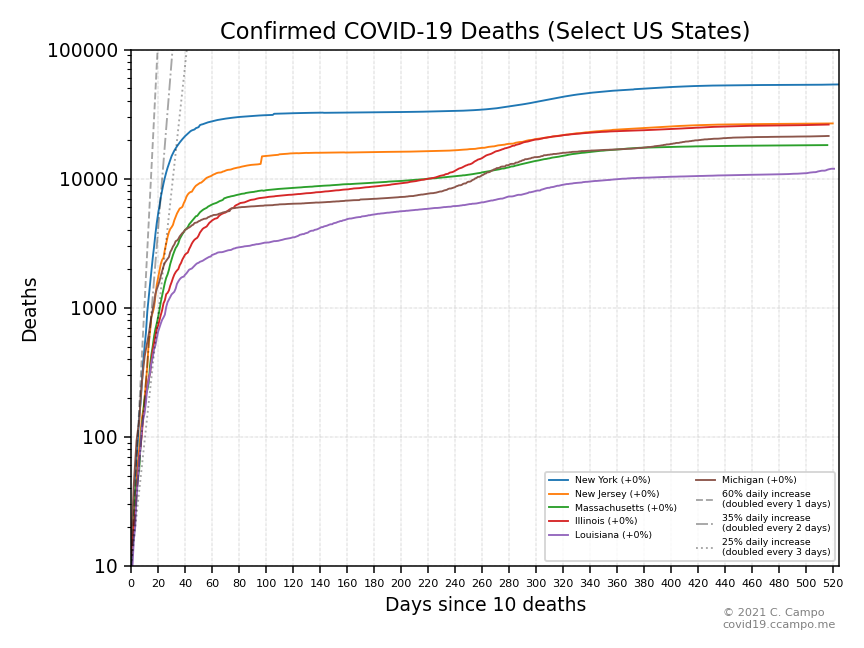 Confirmed COVID-19 Deaths (Select US States)
100000
10000
1000
100
10
Deaths
0 20 40 60 80 100 120 140 160 180 200 220 240 260 280 300 320 340 360 380 400 420 440 460 480 500 520
Days since 10 deaths
New York (+0%)
New Jersey (+0%)
Massachusetts (+0%)
Illinois (+0%)
Louisiana (+0%)
Michigan (+0%)
60% daily increase
(doubled every 1 days)
35% daily increase
(doubled every 2 days)
25% daily increase
(doubled every 3 days)
© 2021 C. Campo
covid19.ccampo.me